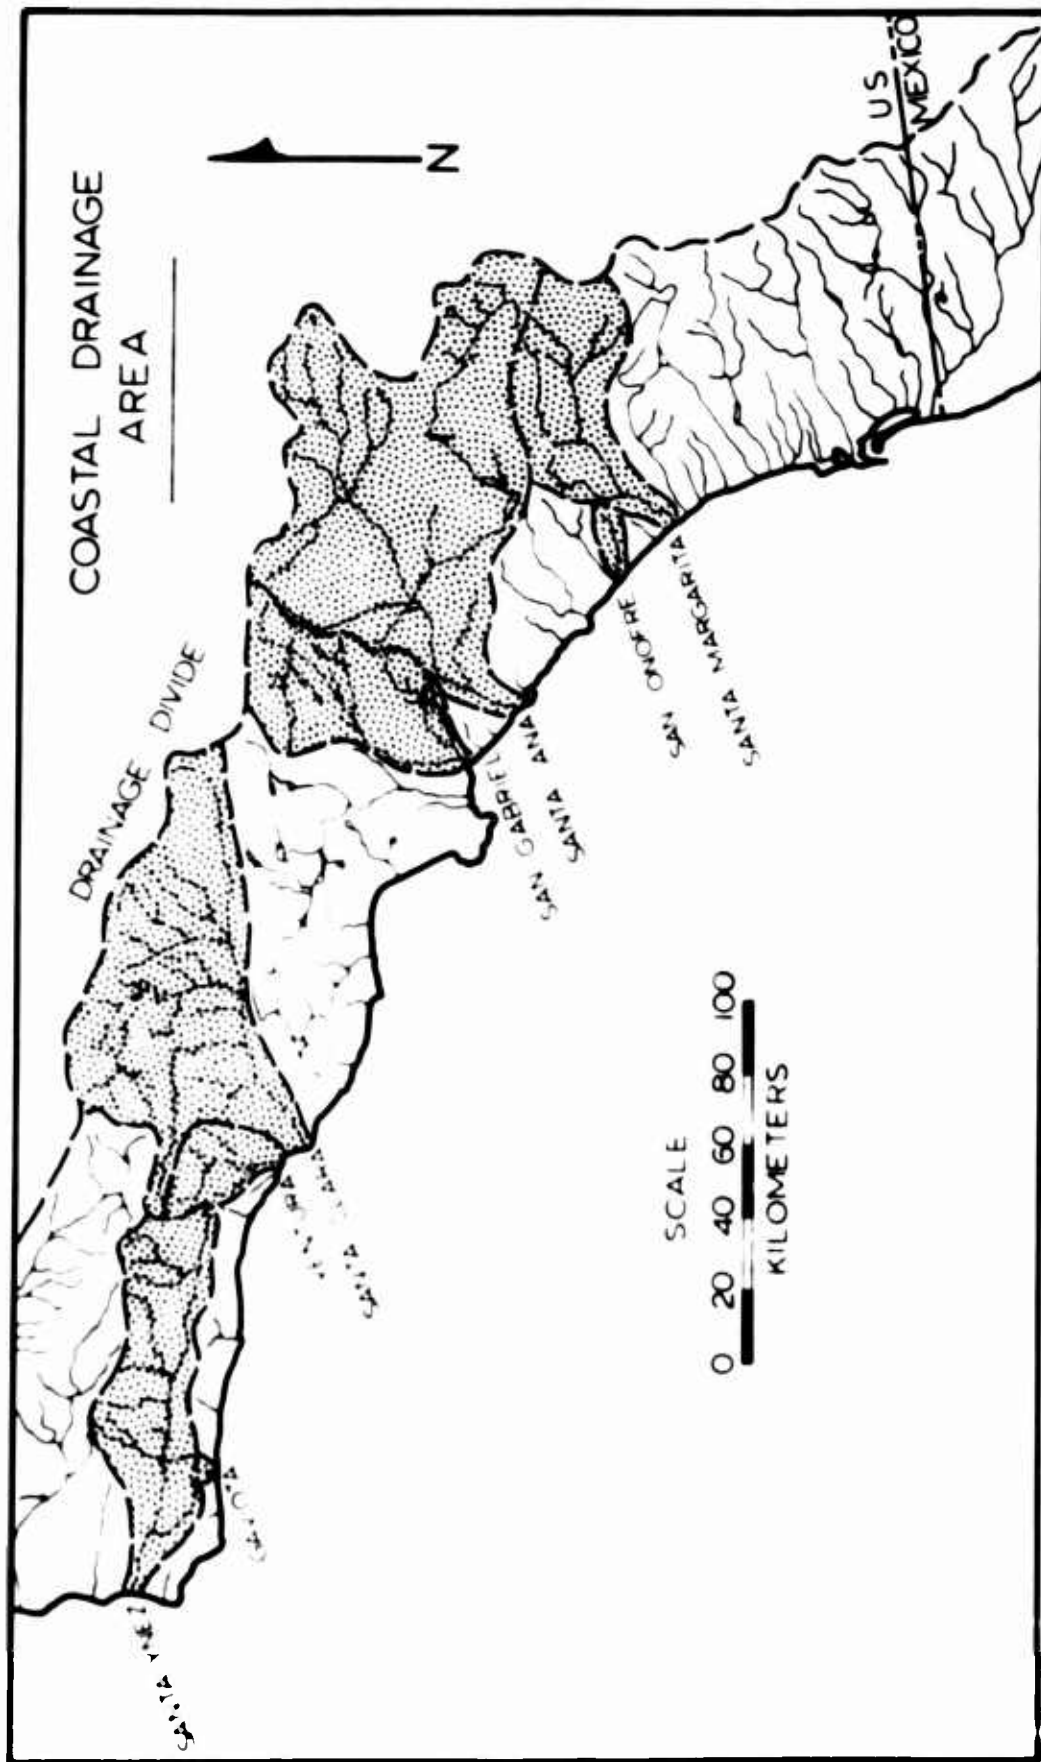 COASTAL DRAINAGE
AREA
N
US
MEXICO
DRAINAGE DIVIDE
SAN GABRIEL
SANTA ANA
SAN ONOFRE
SANTA MARGARITA
SANTA
SANTA
SCALE
0 20 40 60 80 100
KILOMETERS